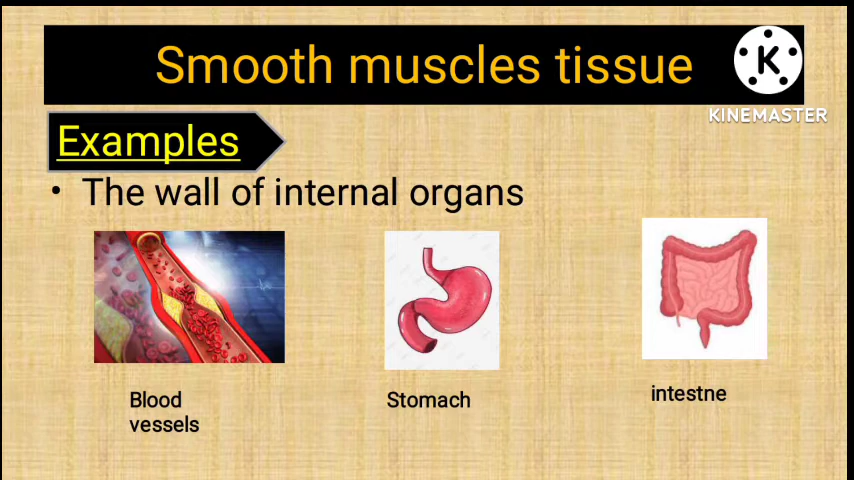 Smooth muscles tissue
K
KINEMASTER
Examples
• The wall of internal organs
Blood
vessels
Stomach
intestne